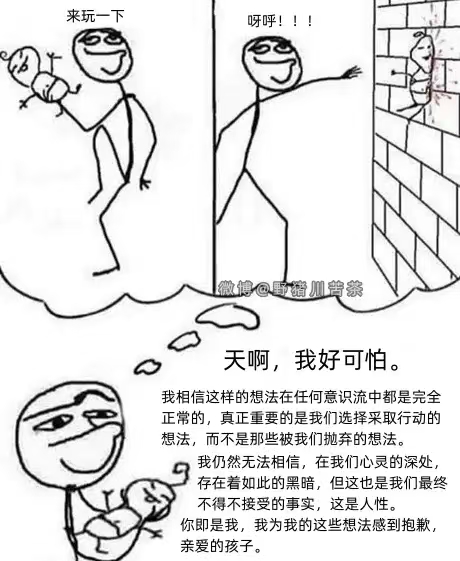 来玩一下
呀呼！！！
微博@野猪川苦茶
天啊，我好可怕。
我相信这样的想法在任何意识流中都是完全
正常的，真正重要的是我们选择采取行动的
想法，而不是那些被我们抛弃的想法。
我仍然无法相信，在我们心灵的深处，
存在着如此的黑暗，但这也是我们最终
不得不接受的事实，这是人性。
你即是我，我为我的这些想法感到抱歉，
亲爱的孩子。